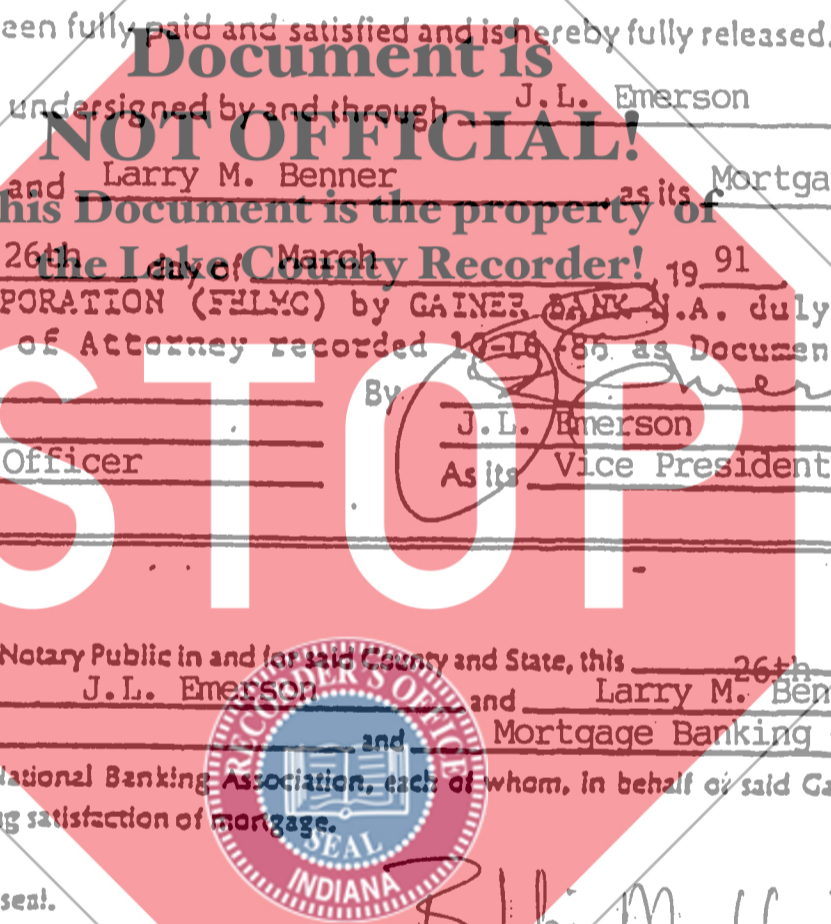 een fully paid and satisfied and is hereby fully released.
Document is
undersigned by and through J.L. Emerson
NOT OFFICIAL!
and Larry M. Benner as its Mortga
his Document is the property of
26th day of March 19 91
the Lake County Recorder!
PORATION (FHLMC) by GAINER BANK N.A. duly
of Attorney recorded as Documen
STOP
By
J.L. Emerson
Officer As its Vice President
Notary Public in and for said County and State, this 26th
J.L. Emerson and Larry M. Ben
and Mortgage Banking
National Banking Association, each of whom, in behalf of said Ga
g satisfaction of mortgage.
RECORDER'S OFFICE
SEAL
INDIANA
sent.